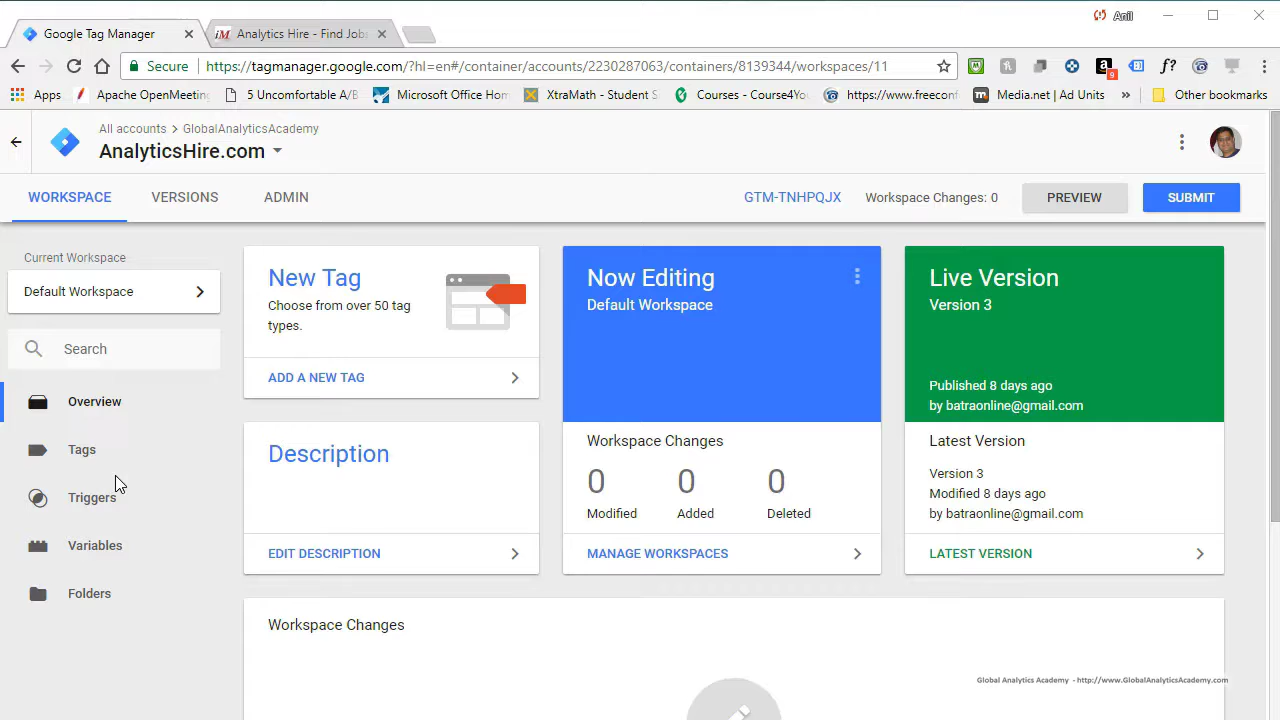 Google Tag Manager
Analytics Hire - Find Jobs
Anil
Secure
https://tagmanager.google.com/?hl=en#/container/accounts/2230287063/containers/8139344/workspaces/11
9
f?
Apps
Apache OpenMeeting
5 Uncomfortable A/B
Microsoft Office Hom
XtraMath - Student S
Courses - Course4Yo
https://www.freeconf
Media.net | Ad Units
»
Other bookmarks
All accounts > GlobalAnalyticsAcademy
AnalyticsHire.com
WORKSPACE
VERSIONS
ADMIN
GTM-TNHPQJX
Workspace Changes: 0
PREVIEW
SUBMIT
Current Workspace
Default Workspace
Search
Overview
Tags
Triggers
Variables
Folders
New Tag
Choose from over 50 tag
types.
ADD A NEW TAG
Description
EDIT DESCRIPTION
Now Editing
Default Workspace
Workspace Changes
0 0 0
Modified Added Deleted
MANAGE WORKSPACES
Live Version
Version 3
Published 8 days ago
by batraonline@gmail.com
Latest Version
Version 3
Modified 8 days ago
by batraonline@gmail.com
LATEST VERSION
Workspace Changes
Global Analytics Academy - http://www.GlobalAnalyticsAcademy.com